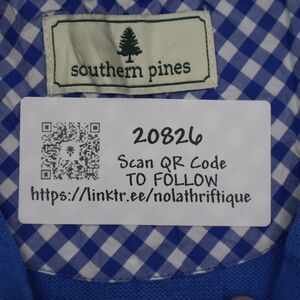 southern pines
20826
Scan QR Code
TO FOLLOW
https://linktr.ee/nolathriftique